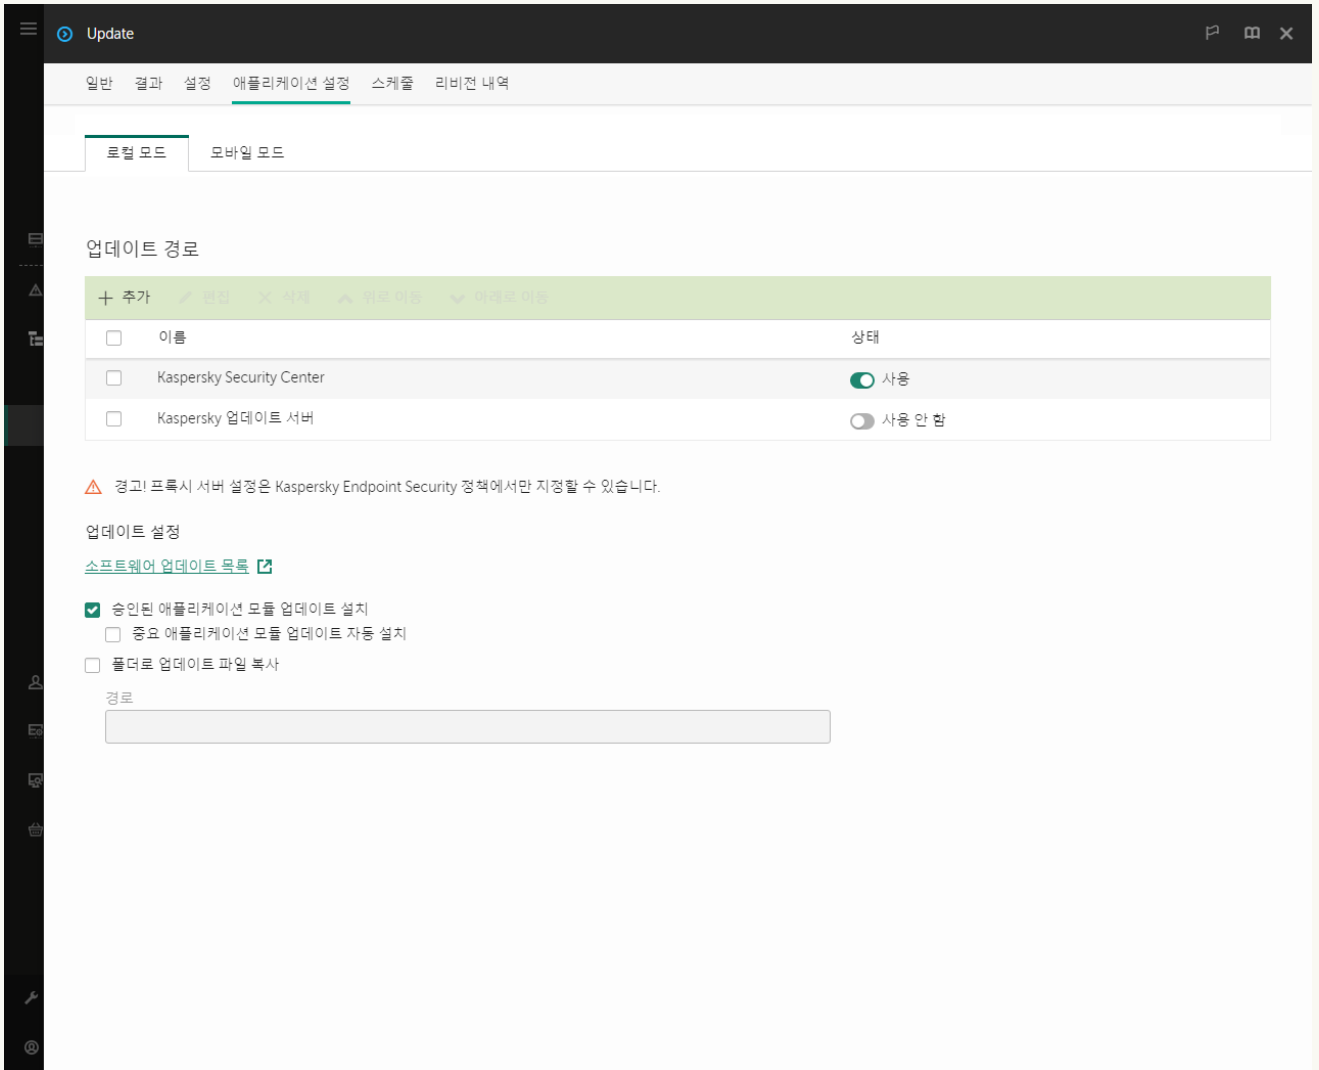 Update
일반 결과 설정 애플리케이션 설정 스케줄 리비전 내역
로컬 모드 모바일 모드
업데이트 경로
추가 편집 삭제 위로 이동 아래로 이동
이름 상태
Kaspersky Security Center 사용
Kaspersky 업데이트 서버 사용 안 함
경고! 프록시 서버 설정은 Kaspersky Endpoint Security 정책에서만 지정할 수 있습니다.
업데이트 설정
소프트웨어 업데이트 목록
승인된 애플리케이션 모듈 업데이트 설치
중요 애플리케이션 모듈 업데이트 자동 설치
폴더로 업데이트 파일 복사
경로